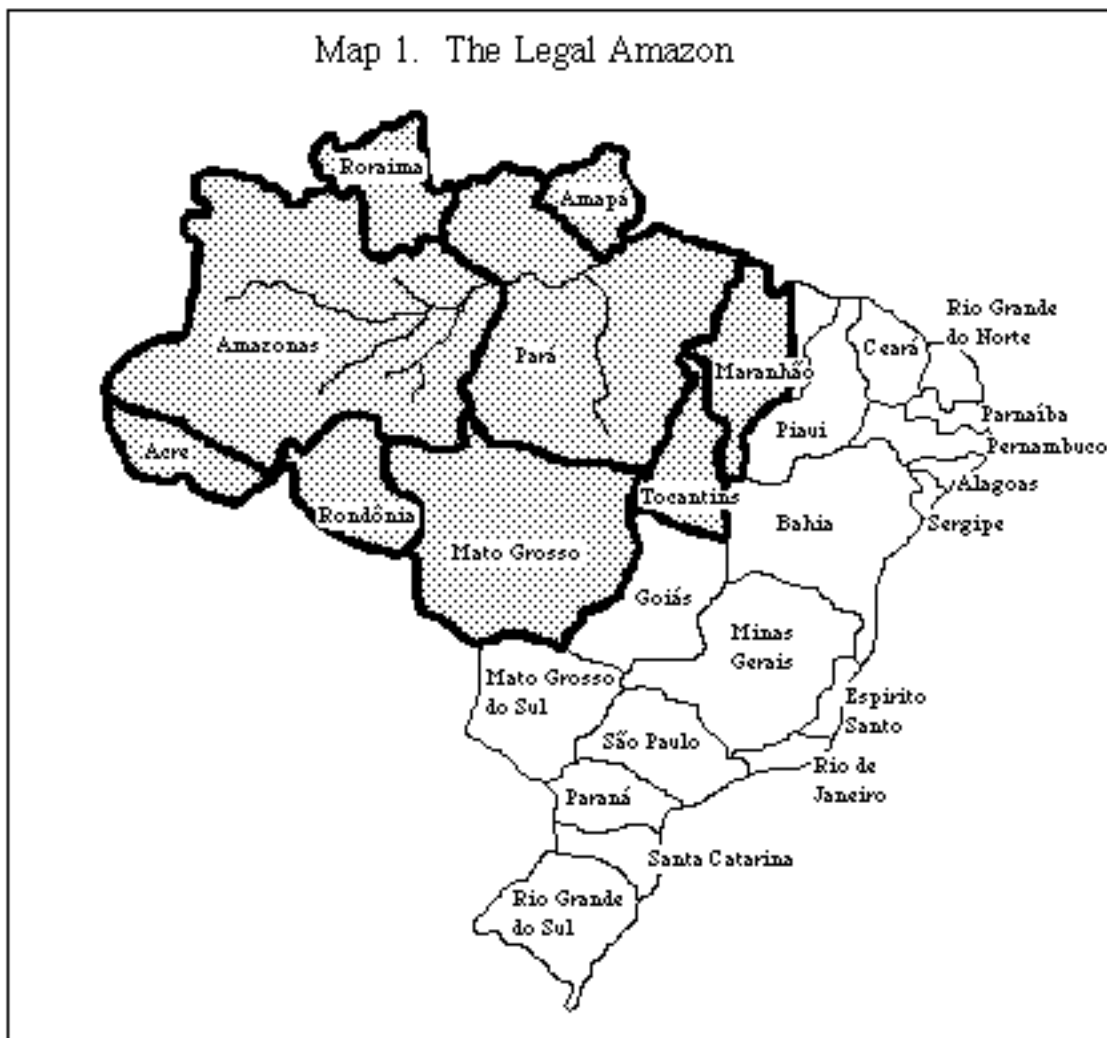 Map 1. The Legal Amazon
Roraima
Amapá
Rio Grande
do Norte
Ceará
Amazonas
Pará
Maranhão
Parnaíba
Piaui
Pernambuco
Acre
Alagoas
Tocantins
Rondônia
Bahia
Sergipe
Mato Grosso
Goiás
Minas
Gerais
Mato Grosso
do Sul
Espirito
Santo
São Paulo
Rio de
Janeiro
Paraná
Santa Catarina
Rio Grande
do Sul